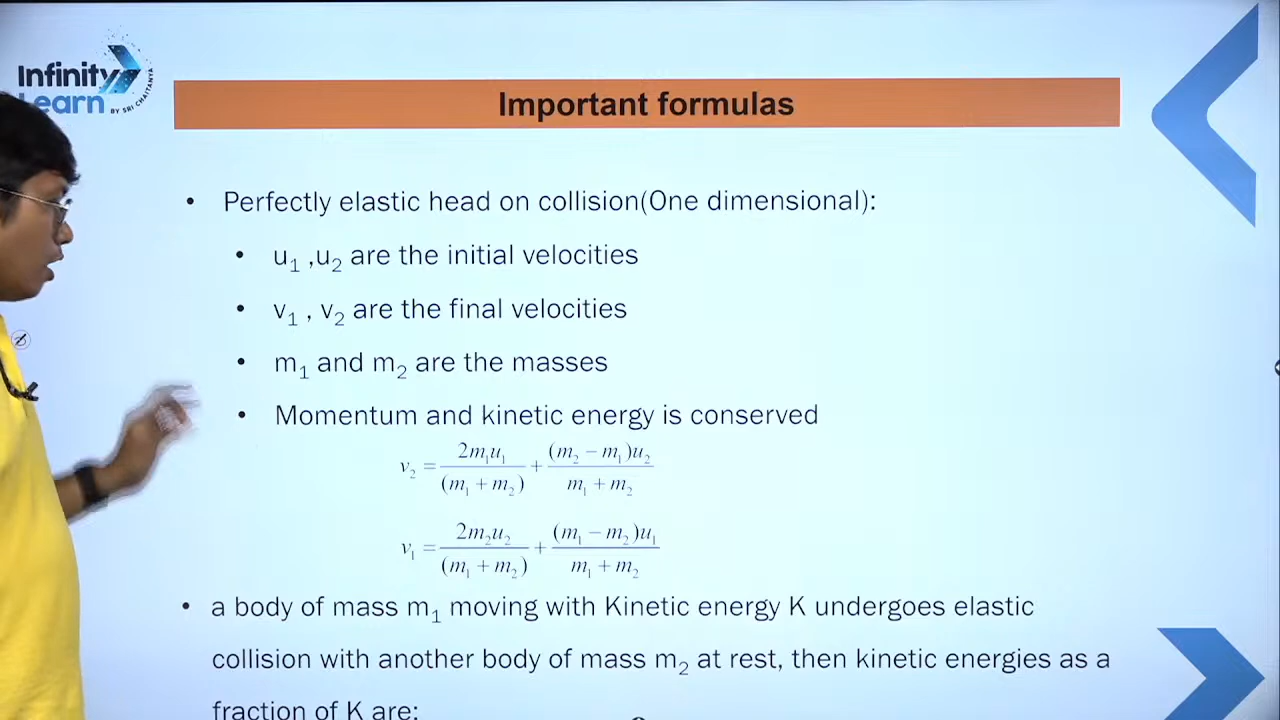 Infinity
Learn
BY SRI CHAITANYA
Important formulas
• Perfectly elastic head on collision(One dimensional):
• u₁ ,u₂ are the initial velocities
• v₁ , v₂ are the final velocities
• m₁ and m₂ are the masses
• Momentum and kinetic energy is conserved
v₂ = 2m₁u₁/(m₁ + m₂) + (m₂ − m₁)u₂/m₁ + m₂
v₁ = 2m₂u₂/(m₁ + m₂) + (m₁ − m₂)u₁/m₁ + m₂
• a body of mass m₁ moving with Kinetic energy K undergoes elastic
collision with another body of mass m₂ at rest, then kinetic energies as a
fraction of K are: